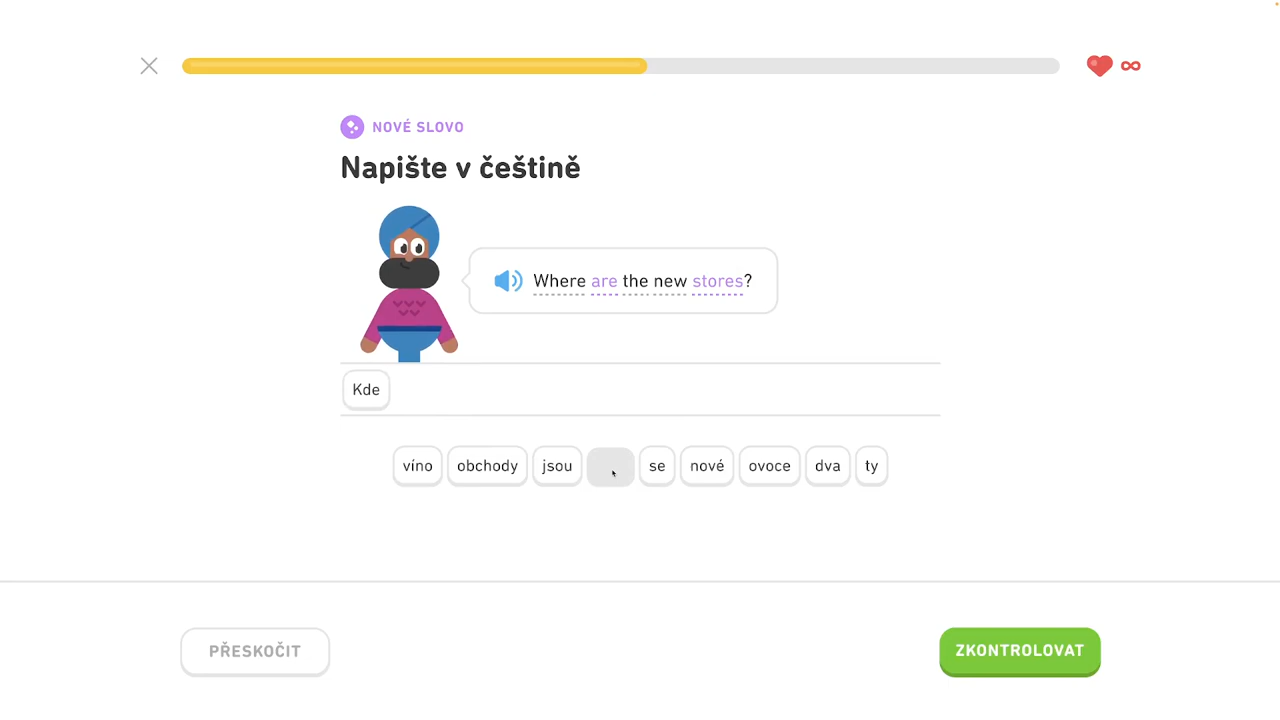 NOVÉ SLOVO
Napište v češtině
Where are the new stores?
Kde
víno obchody jsou se nové ovoce dva ty
PŘESKOČIT ZKONTROLOVAT